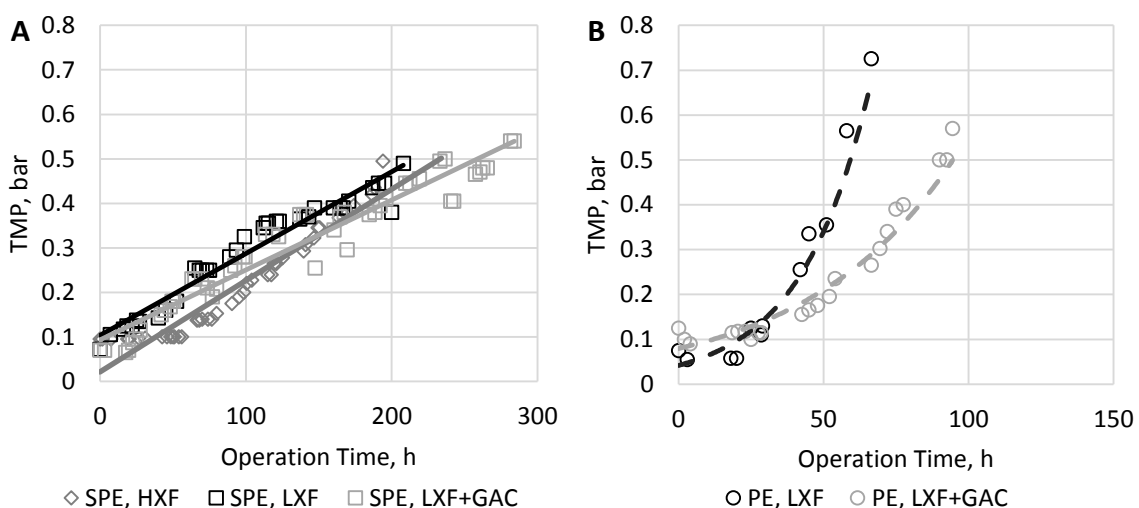 A
TMP, bar
0.8
0.7
0.6
0.5
0.4
0.3
0.2
0.1
0
0 100 200 300
Operation Time, h
SPE, HXF SPE, LXF SPE, LXF+GAC
B
TMP, bar
0.8
0.7
0.6
0.5
0.4
0.3
0.2
0.1
0
0 50 100 150
Operation Time, h
PE, LXF PE, LXF+GAC